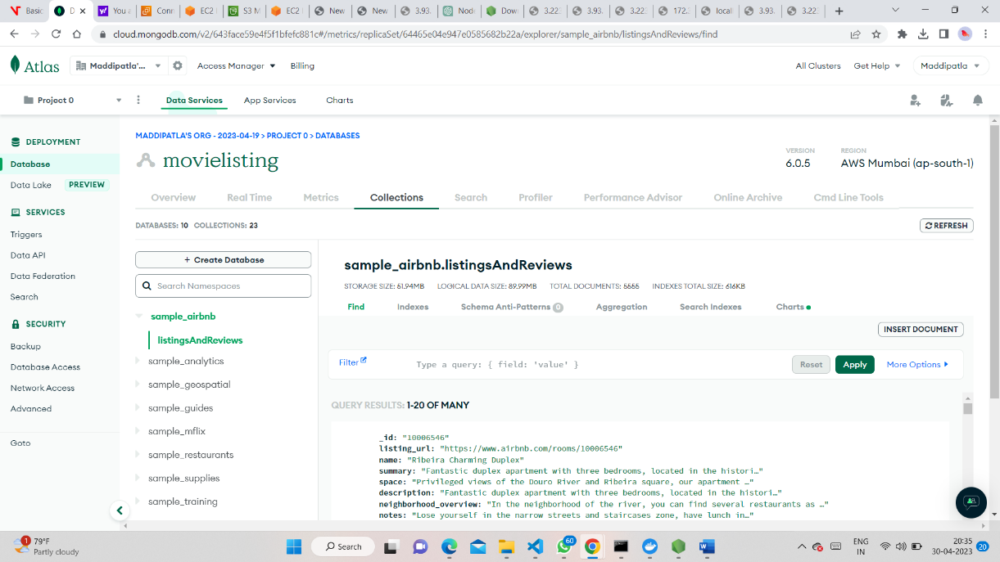 Basic
D
You a
Conn
EC2 I
S3 M
EC2 I
New
New
3.93.
Node
Dow
3.22
3.93.
3.22
172.3
local
3.93.
3.22
cloud.mongodb.com/v2/643face59e4f5f1bfefc881c#/metrics/replicaSet/64465e04e947e0585682b22a/explorer/sample_airbnb/listingsAndReviews/find
Atlas
Maddipatla'...
Access Manager
Billing
All Clusters
Get Help
Maddipatla
Project 0
Data Services
App Services
Charts
DEPLOYMENT
Database
Data Lake PREVIEW
SERVICES
Triggers
Data API
Data Federation
Search
SECURITY
Backup
Database Access
Network Access
Advanced
Goto
MADDIPATLA'S ORG - 2023-04-19 > PROJECT 0 > DATABASES
movielisting
VERSION
6.0.5
REGION
AWS Mumbai (ap-south-1)
Overview
Real Time
Metrics
Collections
Search
Profiler
Performance Advisor
Online Archive
Cmd Line Tools
DATABASES: 10 COLLECTIONS: 23
REFRESH
+ Create Database
Search Namespaces
sample_airbnb
listingsAndReviews
sample_analytics
sample_geospatial
sample_guides
sample_mflix
sample_restaurants
sample_supplies
sample_training
sample_airbnb.listingsAndReviews
STORAGE SIZE: 51.94MB LOGICAL DATA SIZE: 89.99MB TOTAL DOCUMENTS: 5555 INDEXES TOTAL SIZE: 616KB
Find
Indexes
Schema Anti-Patterns 0
Aggregation
Search Indexes
Charts
INSERT DOCUMENT
Filter
Type a query: { field: 'value' }
Reset
Apply
More Options
QUERY RESULTS: 1-20 OF MANY
_id: "10006546"
listing_url: "https://www.airbnb.com/rooms/10006546"
name: "Ribeira Charming Duplex"
summary: "Fantastic duplex apartment with three bedrooms, located in the histori…"
space: "Privileged views of the Douro River and Ribeira square, our apartment …"
description: "Fantastic duplex apartment with three bedrooms, located in the histori…"
neighborhood_overview: "In the neighborhood of the river, you can find several restaurants as …"
notes: "Lose yourself in the narrow streets and staircases zone, have lunch in…"
1
79°F
Partly cloudy
Search
60
ENG
IN
20:35
30-04-2023
20